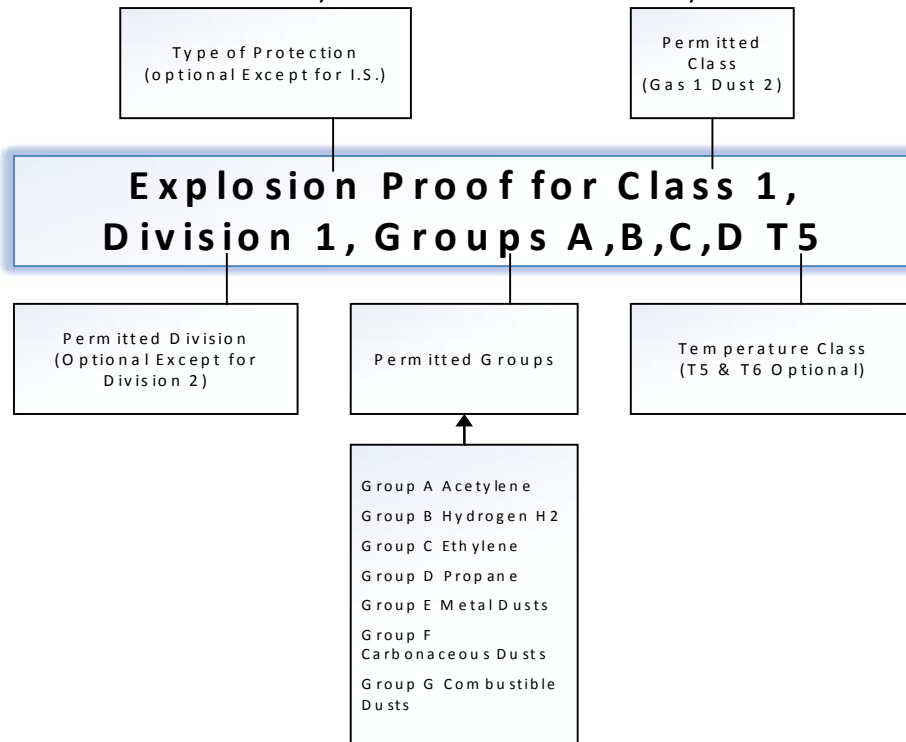 Type of Protection
(optional Except for I.S.)
Permitted
Class
(Gas 1 Dust 2)
Explosion Proof for Class 1,
Division 1, Groups A,B,C,D T5
Permitted Division
(Optional Except for
Division 2)
Permitted Groups
Temperature Class
(T5 & T6 Optional)
Group A Acetylene
Group B Hydrogen H2
Group C Ethylene
Group D Propane
Group E Metal Dusts
Group F
Carbonaceous Dusts
Group G Combustible
Dusts